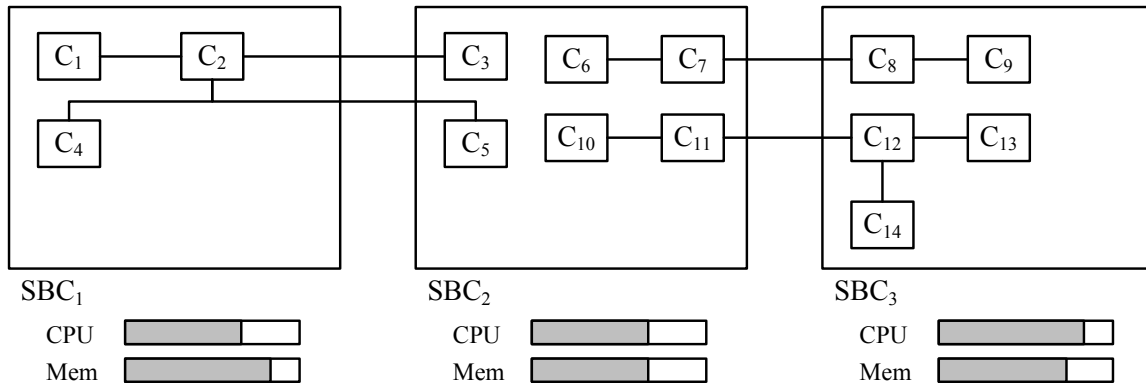 C₁ C₂ C₃ C₆ C₇ C₈ C₉
C₄ C₅ C₁₀ C₁₁ C₁₂ C₁₃
C₁₄
SBC₁ SBC₂ SBC₃
CPU CPU CPU
Mem Mem Mem